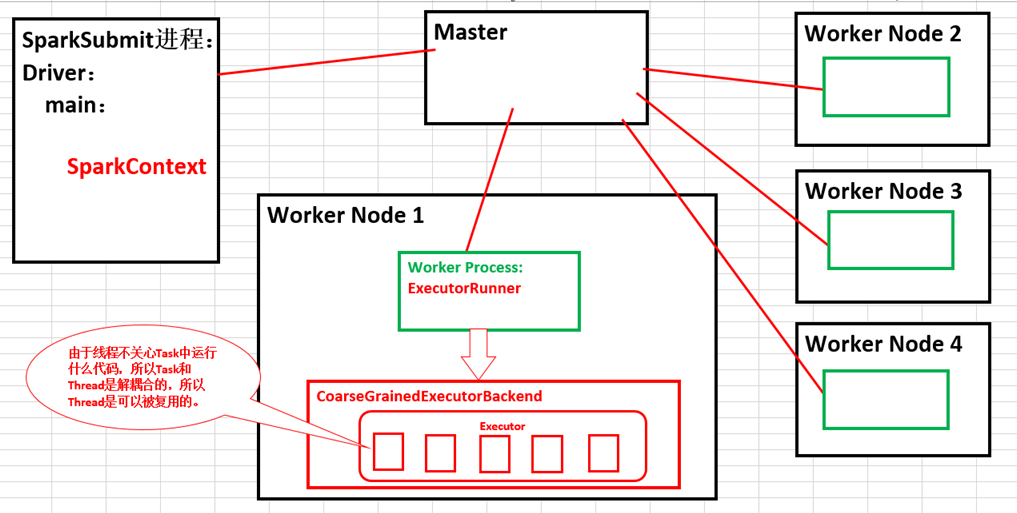 SparkSubmit进程：
Driver：
main：
SparkContext
Master
Worker Node 2
Worker Node 3
Worker Node 4
Worker Node 1
Worker Process:
ExecutorRunner
由于线程不关心Task中运行
什么代码，所以Task和
Thread是解耦合的，所以
Thread是可以被复用的。
CoarseGrainedExecutorBackend
Executor